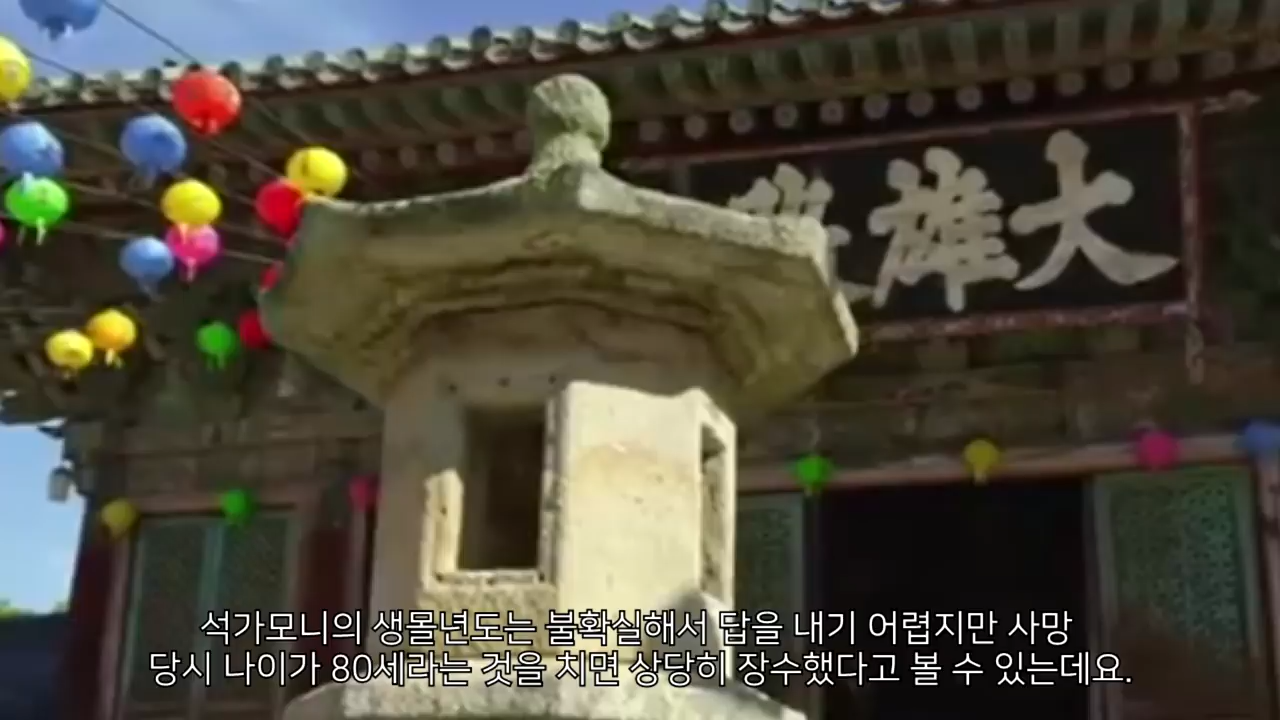 大雄
석가모니의 생몰년도는 불확실해서 답을 내기 어렵지만 사망
당시 나이가 80세라는 것을 치면 상당히 장수했다고 볼 수 있는데요.